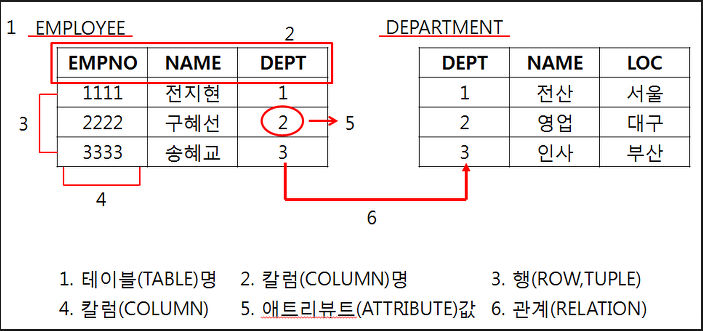 1 EMPLOYEE 2 DEPARTMENT
EMPNO NAME DEPT DEPT NAME LOC
1111 전지현 1 1 전산 서울
3 2222 구혜선 2 5 2 영업 대구
3333 송혜교 3 3 인사 부산
4 6
1. 테이블(TABLE)명 2. 칼럼(COLUMN)명 3. 행(ROW,TUPLE)
4. 칼럼(COLUMN) 5. 애트리뷰트(ATTRIBUTE)값 6. 관계(RELATION)